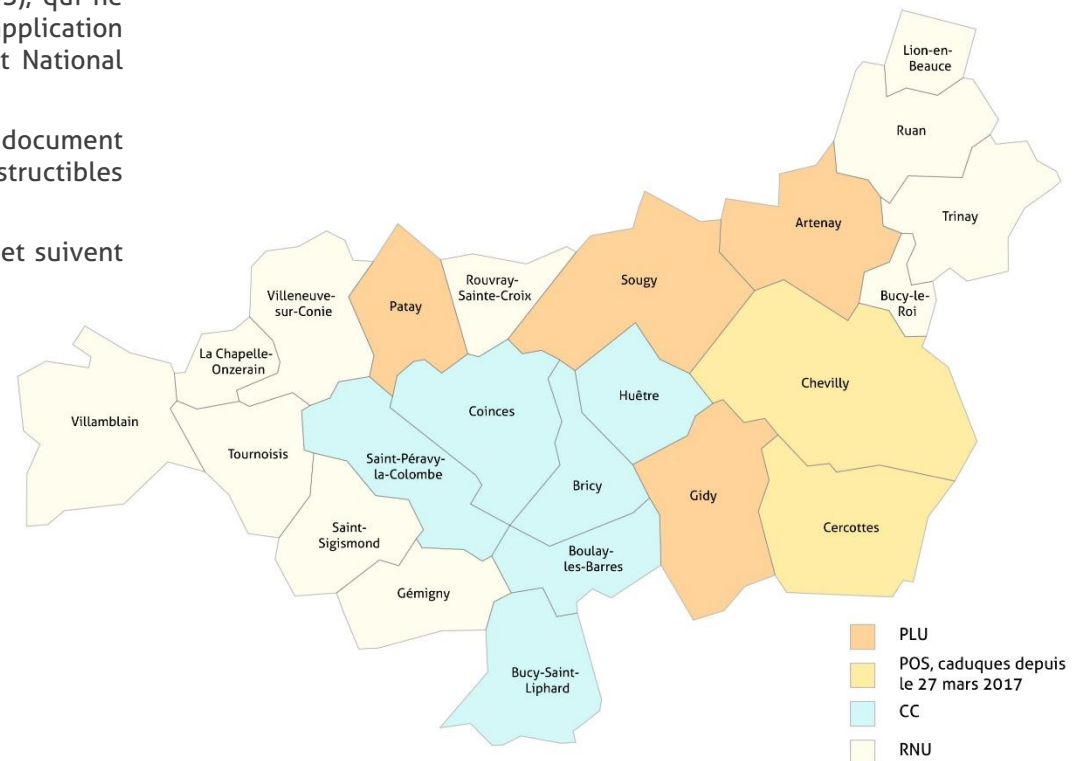 qui ne
application
t National
document
structibles
et suivent
Lion-en-
Beauce
Ruan
Trinay
Artenay
Bucy-le-
Roi
Sougy
Rouvray-
Sainte-Croix
Patay
Villeneuve-
sur-Conie
La Chapelle-
Onzerain
Villamblain
Tournoisis
Coinces
Huêtre
Chevilly
Saint-Péravy-
la-Colombe
Bricy
Gidy
Cercottes
Saint-
Sigismond
Boulay-
les-Barres
Gémigny
Bucy-Saint-
Liphard
PLU
POS, caduques depuis
le 27 mars 2017
CC
RNU